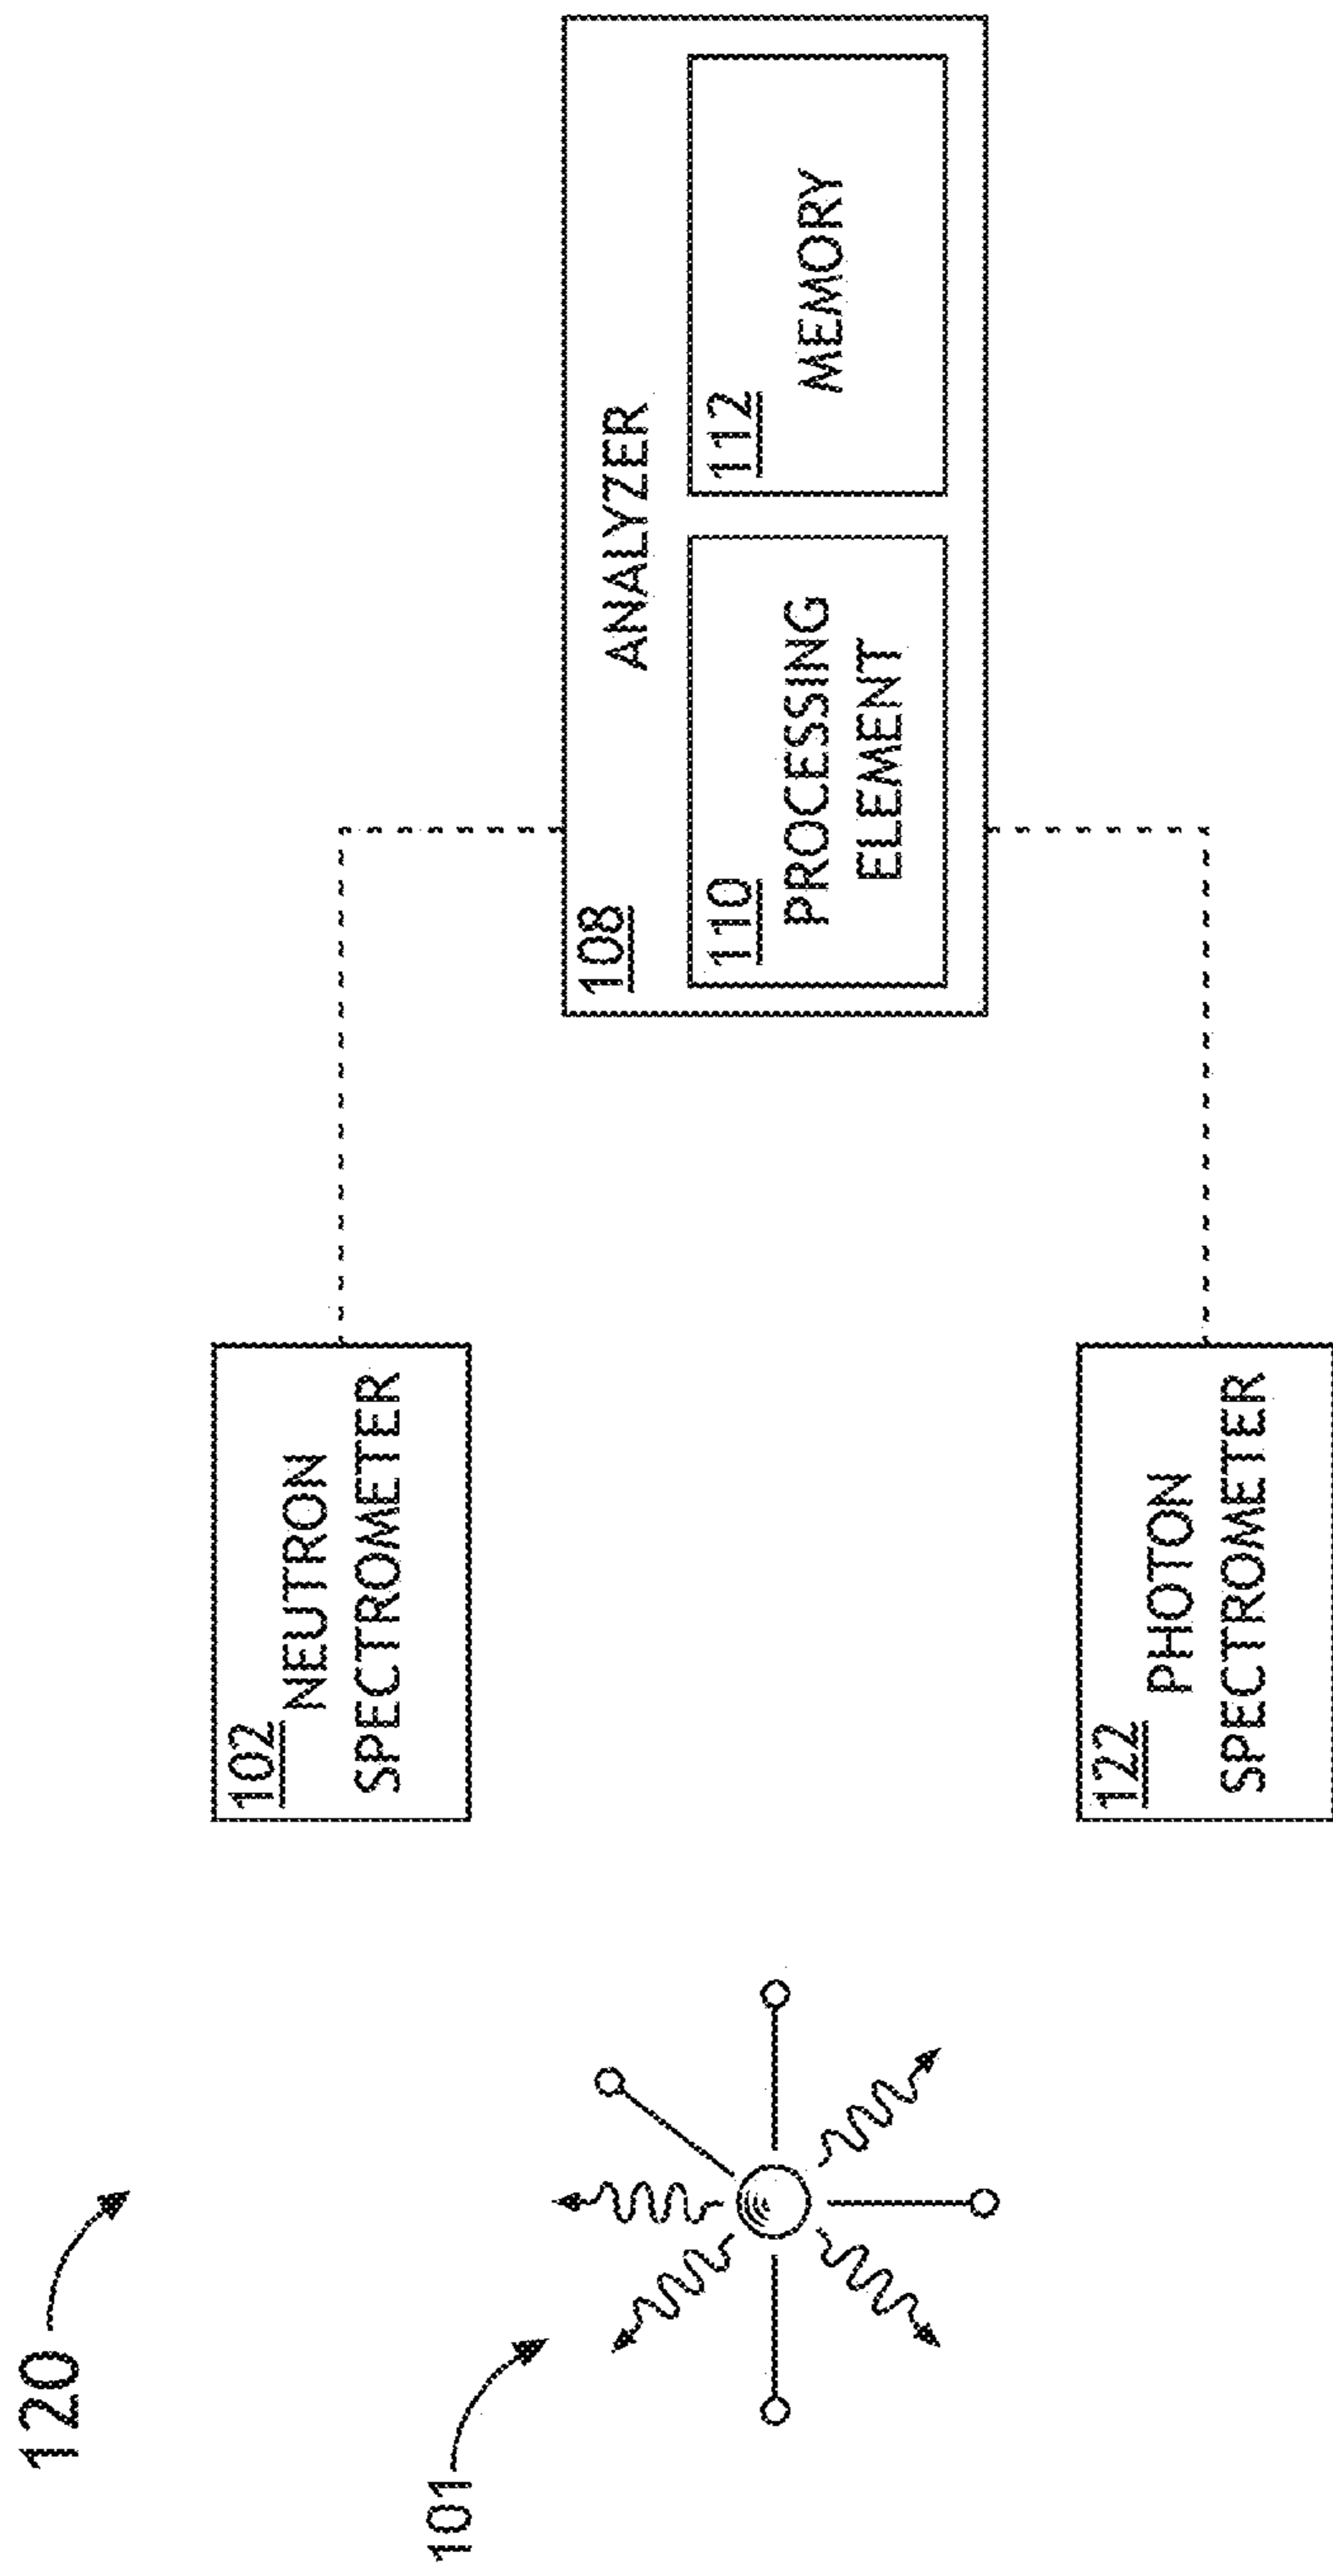 120
101
102
NEUTRON
SPECTROMETER
122
PHOTON
SPECTROMETER
108
ANALYZER
110
PROCESSING
ELEMENT
112
MEMORY